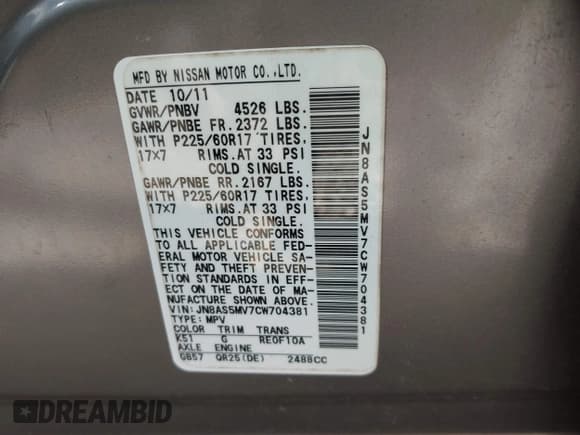 MFD BY NISSAN MOTOR CO.,LTD.
DATE 10/11
GVWR/PNBV 4526 LBS.
GAWR/PNBE FR. 2372 LBS.
WITH P225/60R17 TIRES,
17X7 RIMS.AT 33 PSI
COLD SINGLE.
GAWR/PNBE RR. 2167 LBS.
WITH P225/60R17 TIRES,
17X7 RIMS.AT 33 PSI
COLD SINGLE.
THIS VEHICLE CONFORMS
TO ALL APPLICABLE FED-
ERAL MOTOR VEHICLE SA-
FETY AND THEFT PREVEN-
TION STANDARDS IN EFF-
ECT ON THE DATE OF MA-
NUFACTURE SHOWN ABOVE.
VIN:JN8AS5MV7CW704381
TYPE: MPV
COLOR TRIM TRANS
K51 G RE0F10A
AXLE ENGINE
GB57 QR25(DE) 2488CC
JN8AS5MV7CW704381
DREAMBID